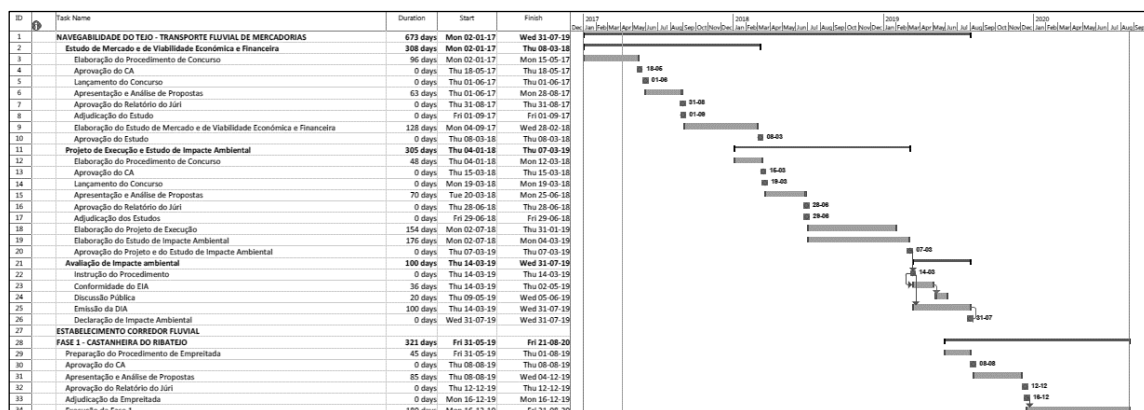 ID Task Name Duration Start Finish
2017 2018 2019 2020
Dec Jan Feb Mar Apr May Jun Jul Aug Sep Oct Nov Dec Jan Feb Mar Apr May Jun Jul Aug Sep Oct Nov Dec Jan Feb Mar Apr May Jun Jul Aug Sep Oct Nov Dec Jan Feb Mar Apr May Jun Jul Aug Sep
1 NAVEGABILIDADE DO TEJO - TRANSPORTE FLUVIAL DE MERCADORIAS 673 days Mon 02-01-17 Wed 31-07-19
2 Estudo de Mercado e de Viabilidade Económica e Financeira 308 days Mon 02-01-17 Thu 08-03-18
3 Elaboração do Procedimento de Concurso 96 days Mon 02-01-17 Mon 15-05-17
4 Aprovação do CA 0 days Thu 18-05-17 Thu 18-05-17 18-05
5 Lançamento do Concurso 0 days Thu 01-06-17 Thu 01-06-17 01-06
6 Apresentação e Análise de Propostas 63 days Thu 01-06-17 Mon 28-08-17
7 Aprovação do Relatório do Júri 0 days Thu 31-08-17 Thu 31-08-17 31-08
8 Adjudicação do Estudo 0 days Fri 01-09-17 Fri 01-09-17 01-09
9 Elaboração do Estudo de Mercado e de Viabilidade Económica e Financeira 128 days Mon 04-09-17 Wed 28-02-18
10 Aprovação do Estudo 0 days Thu 08-03-18 Thu 08-03-18 08-03
11 Projeto de Execução e Estudo de Impacte Ambiental 305 days Thu 04-01-18 Thu 07-03-19
12 Elaboração do Procedimento de Concurso 48 days Thu 04-01-18 Mon 12-03-18
13 Aprovação do CA 0 days Thu 15-03-18 Thu 15-03-18 15-03
14 Lançamento do Concurso 0 days Mon 19-03-18 Mon 19-03-18 19-03
15 Apresentação e Análise de Propostas 70 days Tue 20-03-18 Mon 25-06-18
16 Aprovação do Relatório do Júri 0 days Thu 28-06-18 Thu 28-06-18 28-06
17 Adjudicação dos Estudos 0 days Fri 29-06-18 Fri 29-06-18 29-06
18 Elaboração do Projeto de Execução 154 days Mon 02-07-18 Thu 31-01-19
19 Elaboração do Estudo de Impacte Ambiental 176 days Mon 02-07-18 Mon 04-03-19
20 Aprovação do Projeto e do Estudo de Impacte Ambiental 0 days Thu 07-03-19 Thu 07-03-19 07-03
21 Avaliação de Impacte ambiental 100 days Thu 14-03-19 Wed 31-07-19
22 Instrução do Procedimento 0 days Thu 14-03-19 Thu 14-03-19 14-03
23 Conformidade do EIA 36 days Thu 14-03-19 Thu 02-05-19
24 Discussão Pública 20 days Thu 09-05-19 Wed 05-06-19
25 Emissão da DIA 100 days Thu 14-03-19 Wed 31-07-19
26 Declaração de Impacte Ambiental 0 days Wed 31-07-19 Wed 31-07-19 31-07
27 ESTABELECIMENTO CORREDOR FLUVIAL
28 FASE 1 - CASTANHEIRA DO RIBATEJO 321 days Fri 31-05-19 Fri 21-08-20
29 Preparação do Procedimento de Empreitada 45 days Fri 31-05-19 Thu 01-08-19
30 Aprovação do CA 0 days Thu 08-08-19 Thu 08-08-19 08-08
31 Apresentação e Análise de Propostas 85 days Thu 08-08-19 Wed 04-12-19
32 Aprovação do Relatório do Júri 0 days Thu 12-12-19 Thu 12-12-19 12-12
33 Adjudicação da Empreitada 0 days Mon 16-12-19 Mon 16-12-19 16-12
34 Execução da Fase 1 180 days Mon 16-12-19 Fri 21-08-20